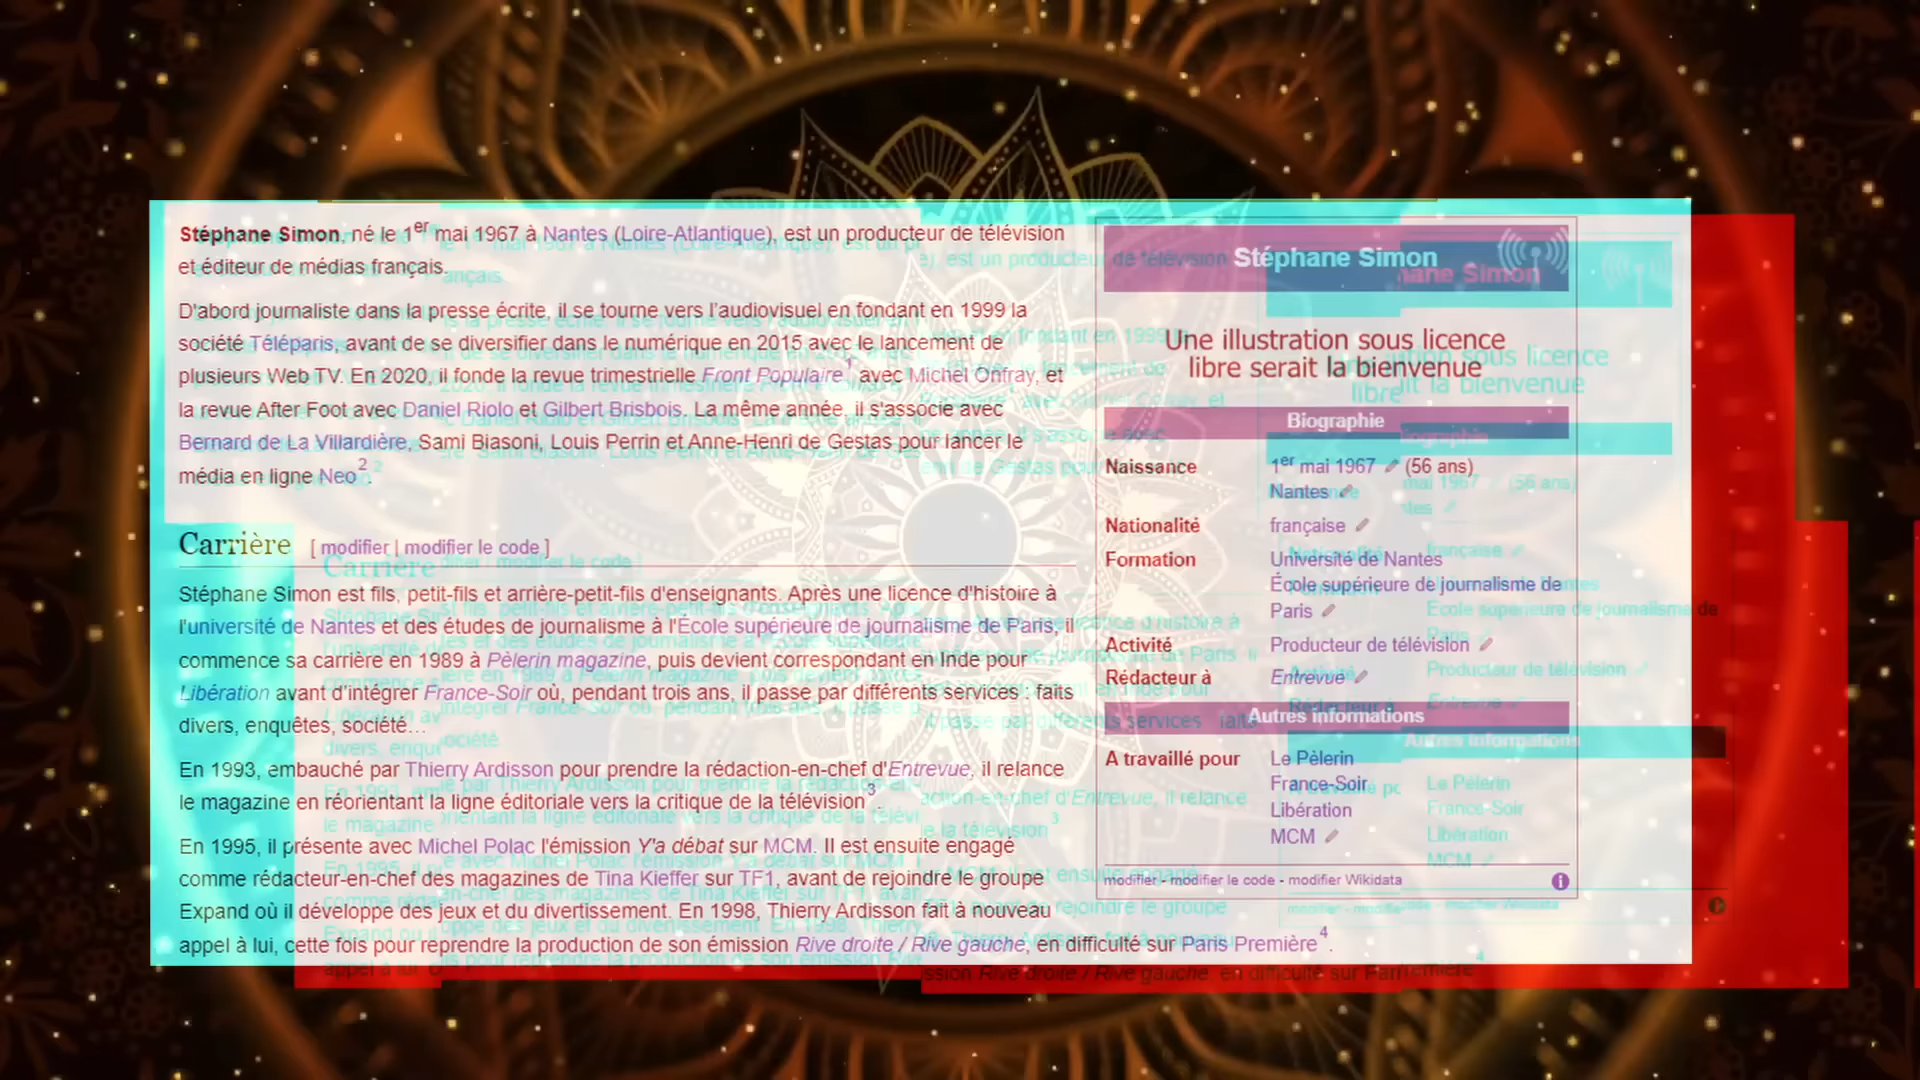 Stéphane Simon, né le 1er mai 1967 à Nantes (Loire-Atlantique), est un producteur de télévision
et éditeur de médias français.
D'abord journaliste dans la presse écrite, il se tourne vers l'audiovisuel en fondant en 1999 la
société Téléparis, avant de se diversifier dans le numérique en 2015 avec le lancement de
plusieurs Web TV. En 2020, il fonde la revue trimestrielle Front Populaire1 avec Michel Onfray, et
la revue After Foot avec Daniel Riolo et Gilbert Brisbois. La même année, il s'associe avec
Bernard de La Villardière, Sami Biasoni, Louis Perrin et Anne-Henri de Gestas pour lancer le
média en ligne Neo2.
Carrière [ modifier | modifier le code ]
Stéphane Simon est fils, petit-fils et arrière-petit-fils d'enseignants. Après une licence d'histoire à
l'université de Nantes et des études de journalisme à l'École supérieure de journalisme de Paris, il
commence sa carrière en 1989 à Pèlerin magazine, puis devient correspondant en Inde pour
Libération avant d'intégrer France-Soir où, pendant trois ans, il passe par différents services : faits
divers, enquêtes, société…
En 1993, embauché par Thierry Ardisson pour prendre la rédaction-en-chef d'Entrevue, il relance
le magazine en réorientant la ligne éditoriale vers la critique de la télévision3.
En 1995, il présente avec Michel Polac l'émission Y'a débat sur MCM. Il est ensuite engagé
comme rédacteur-en-chef des magazines de Tina Kieffer sur TF1, avant de rejoindre le groupe
Expand où il développe des jeux et du divertissement. En 1998, Thierry Ardisson fait à nouveau
appel à lui, cette fois pour reprendre la production de son émission Rive droite / Rive gauche, en difficulté sur Paris Première4.
Stéphane Simon
Une illustration sous licence
libre serait la bienvenue
Biographie
Naissance 1er mai 1967 (56 ans)
Nantes
Nationalité française
Formation Université de Nantes
École supérieure de journalisme de
Paris
Activité Producteur de télévision
Rédacteur à Entrevue
Autres informations
A travaillé pour Le Pèlerin
France-Soir
Libération
MCM
modifier - modifier le code - modifier Wikidata